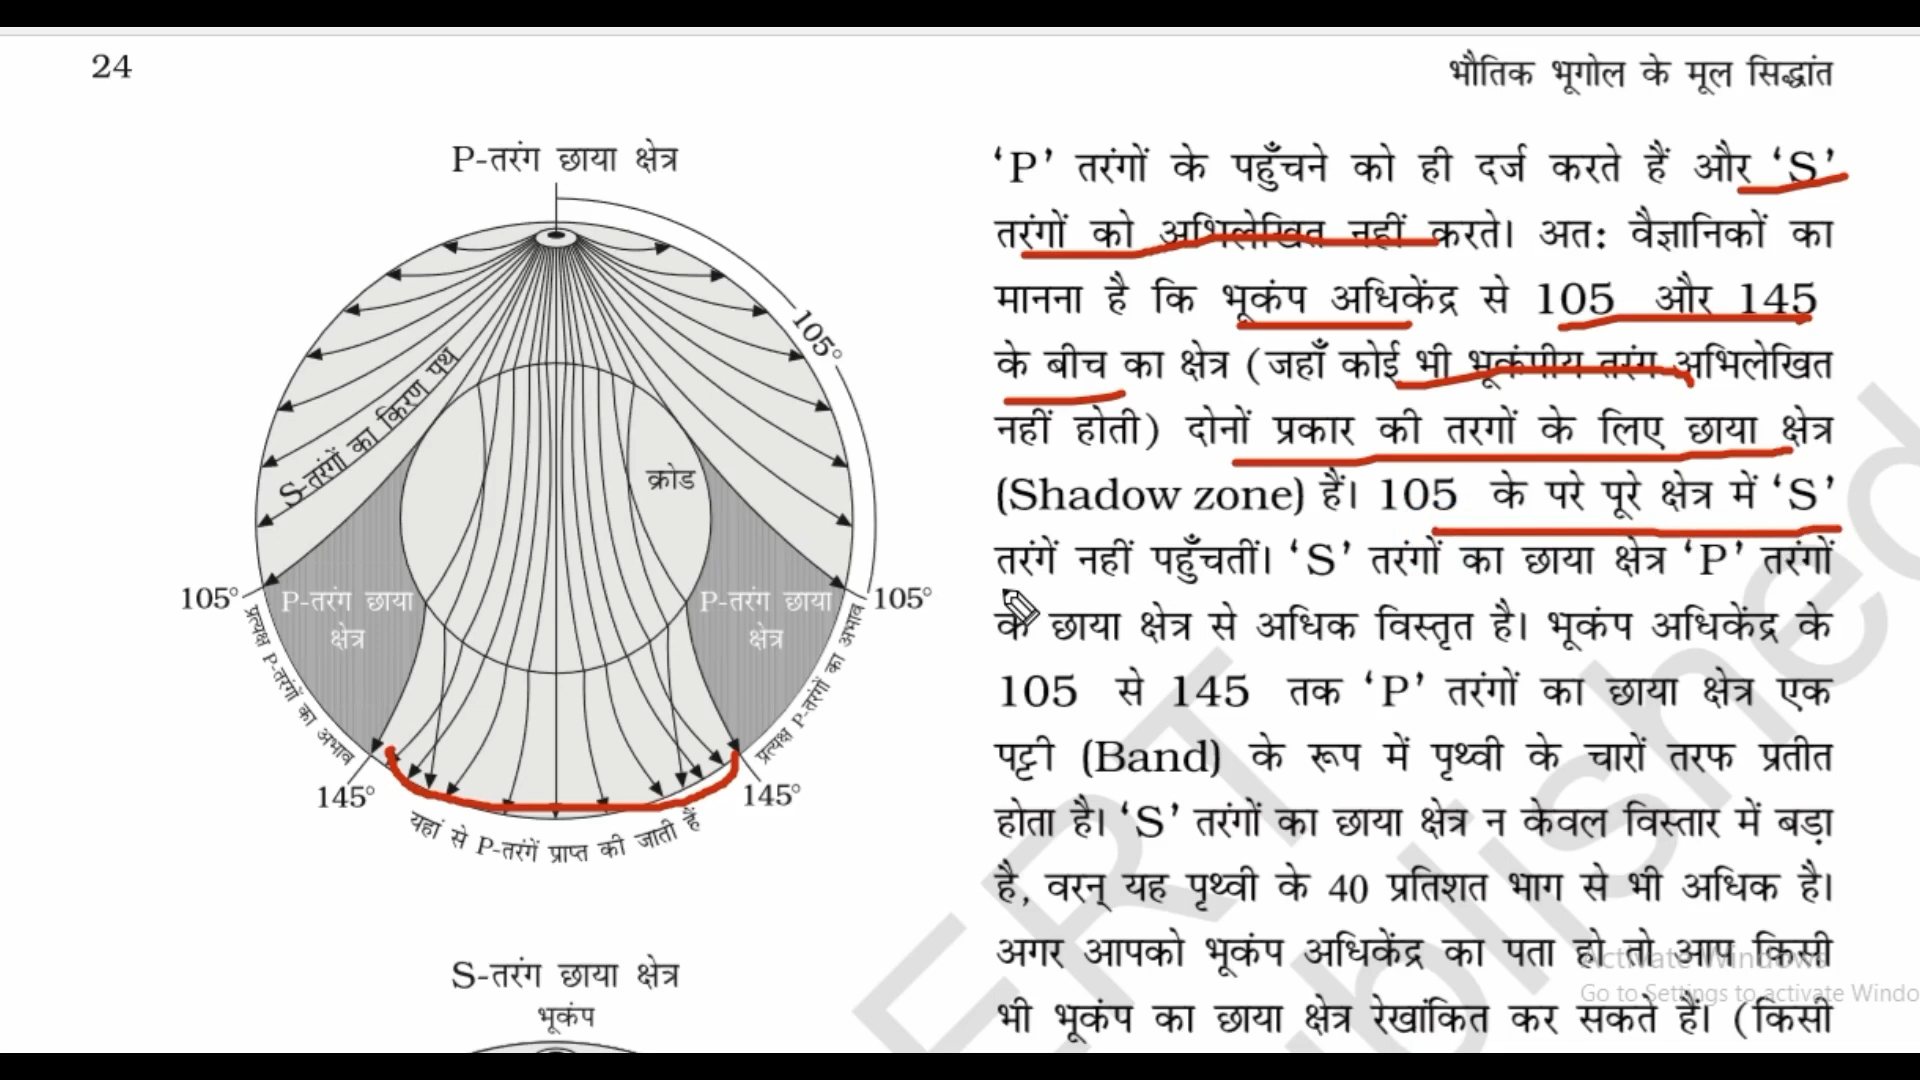 24
भौतिक भूगोल के मूल सिद्धांत
P-तरंग छाया क्षेत्र
105°
S-तरंगों का किरण पथ
क्रोड
105°
P-तरंग छाया
क्षेत्र
P-तरंग छाया
क्षेत्र
105°
प्रत्यक्ष P-तरंगों का अभाव
प्रत्यक्ष P-तरंगों का अभाव
145°
145°
यहां से P-तरंगें प्राप्त की जाती हैं
S-तरंग छाया क्षेत्र
भूकंप
‘P’ तरंगों के पहुँचने को ही दर्ज करते हैं और ‘S’
तरंगों को अभिलेखित नहीं करते। अत: वैज्ञानिकों का
मानना है कि भूकंप अधिकेंद्र से 105 और 145
के बीच का क्षेत्र (जहाँ कोई भी भूकंपीय तरंग अभिलेखित
नहीं होती) दोनों प्रकार की तरगों के लिए छाया क्षेत्र
(Shadow zone) हैं। 105 के परे पूरे क्षेत्र में ‘S’
तरंगें नहीं पहुँचतीं। ‘S’ तरंगों का छाया क्षेत्र ‘P’ तरंगों
के छाया क्षेत्र से अधिक विस्तृत है। भूकंप अधिकेंद्र के
105 से 145 तक ‘P’ तरंगों का छाया क्षेत्र एक
पट्टी (Band) के रूप में पृथ्वी के चारों तरफ प्रतीत
होता है। ‘S’ तरंगों का छाया क्षेत्र न केवल विस्तार में बड़ा
है, वरन् यह पृथ्वी के 40 प्रतिशत भाग से भी अधिक है।
अगर आपको भूकंप अधिकेंद्र का पता हो तो आप किसी
भी भूकंप का छाया क्षेत्र रेखांकित कर सकते हैं। (किसी
Activate Windows
Go to Settings to activate Windo